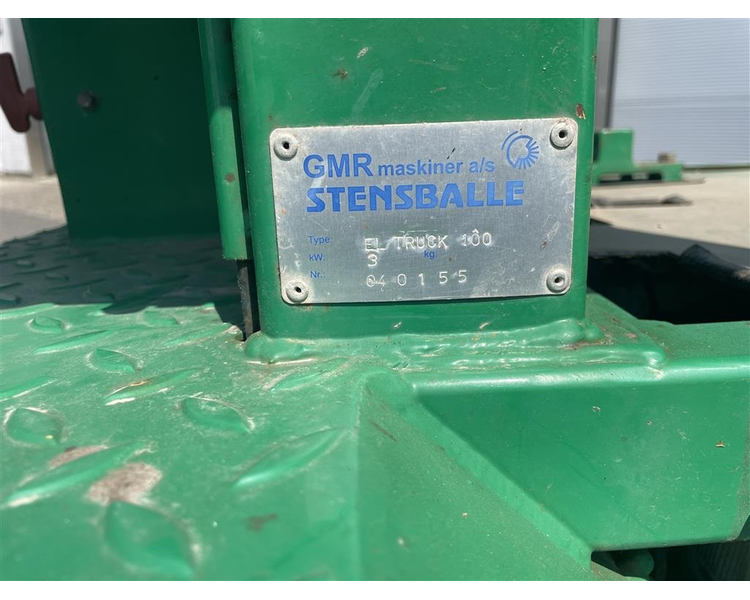 GMR maskiner a/s
STENSBALLE
Type: EL TRUCK 100
kW: 3 kg:
Nr.: 040155